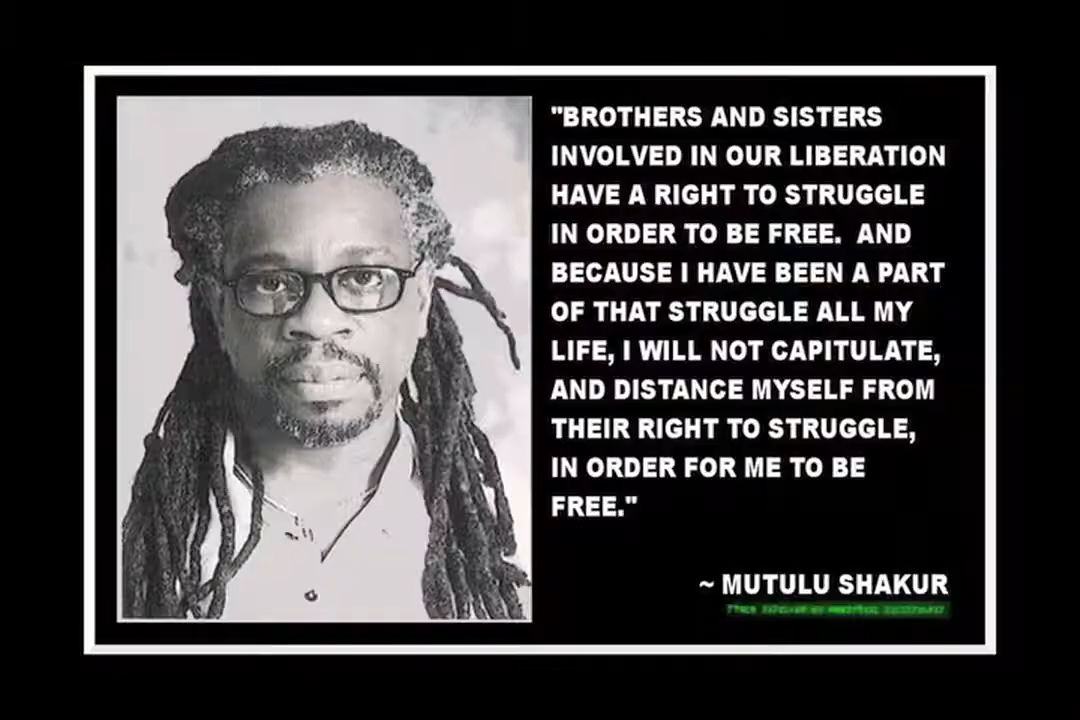 "BROTHERS AND SISTERS
INVOLVED IN OUR LIBERATION
HAVE A RIGHT TO STRUGGLE
IN ORDER TO BE FREE.  AND
BECAUSE I HAVE BEEN A PART
OF THAT STRUGGLE ALL MY
LIFE, I WILL NOT CAPITULATE,
AND DISTANCE MYSELF FROM
THEIR RIGHT TO STRUGGLE,
IN ORDER FOR ME TO BE
FREE."
~ MUTULU SHAKUR